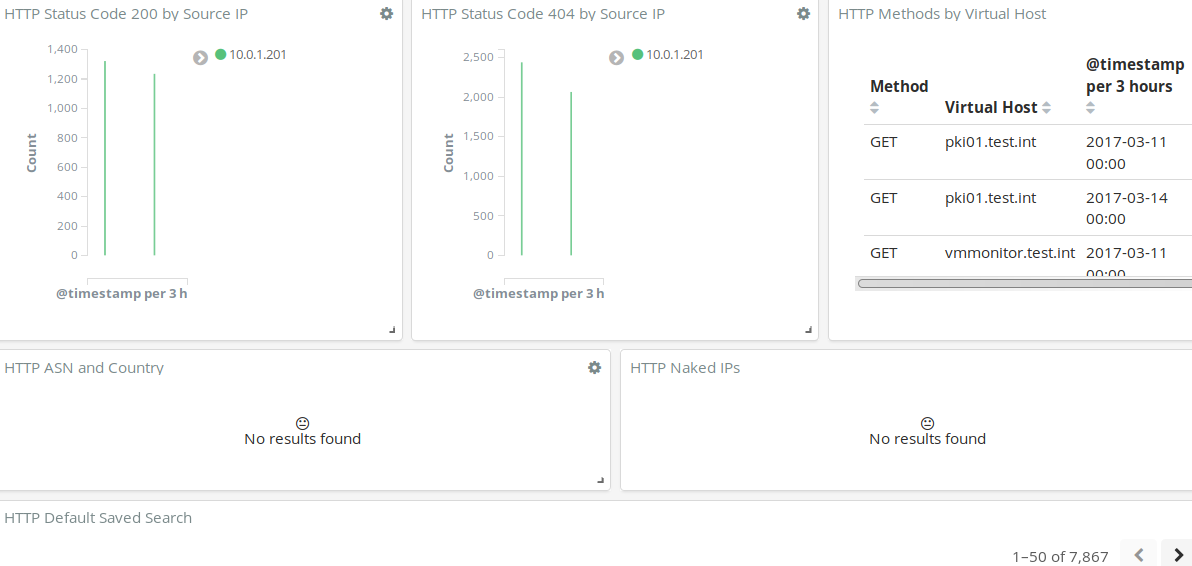 HTTP Status Code 200 by Source IP
1,400
1,200
1,000
800
600
400
200
0
Count
@timestamp per 3 h
10.0.1.201
HTTP Status Code 404 by Source IP
2,500
2,000
1,500
1,000
500
0
Count
@timestamp per 3 h
10.0.1.201
HTTP Methods by Virtual Host
Method Virtual Host @timestamp per 3 hours
GET pki01.test.int 2017-03-11 00:00
GET pki01.test.int 2017-03-14 00:00
GET vmmonitor.test.int 2017-03-11 00:00
HTTP ASN and Country
No results found
HTTP Naked IPs
No results found
HTTP Default Saved Search
1–50 of 7,867